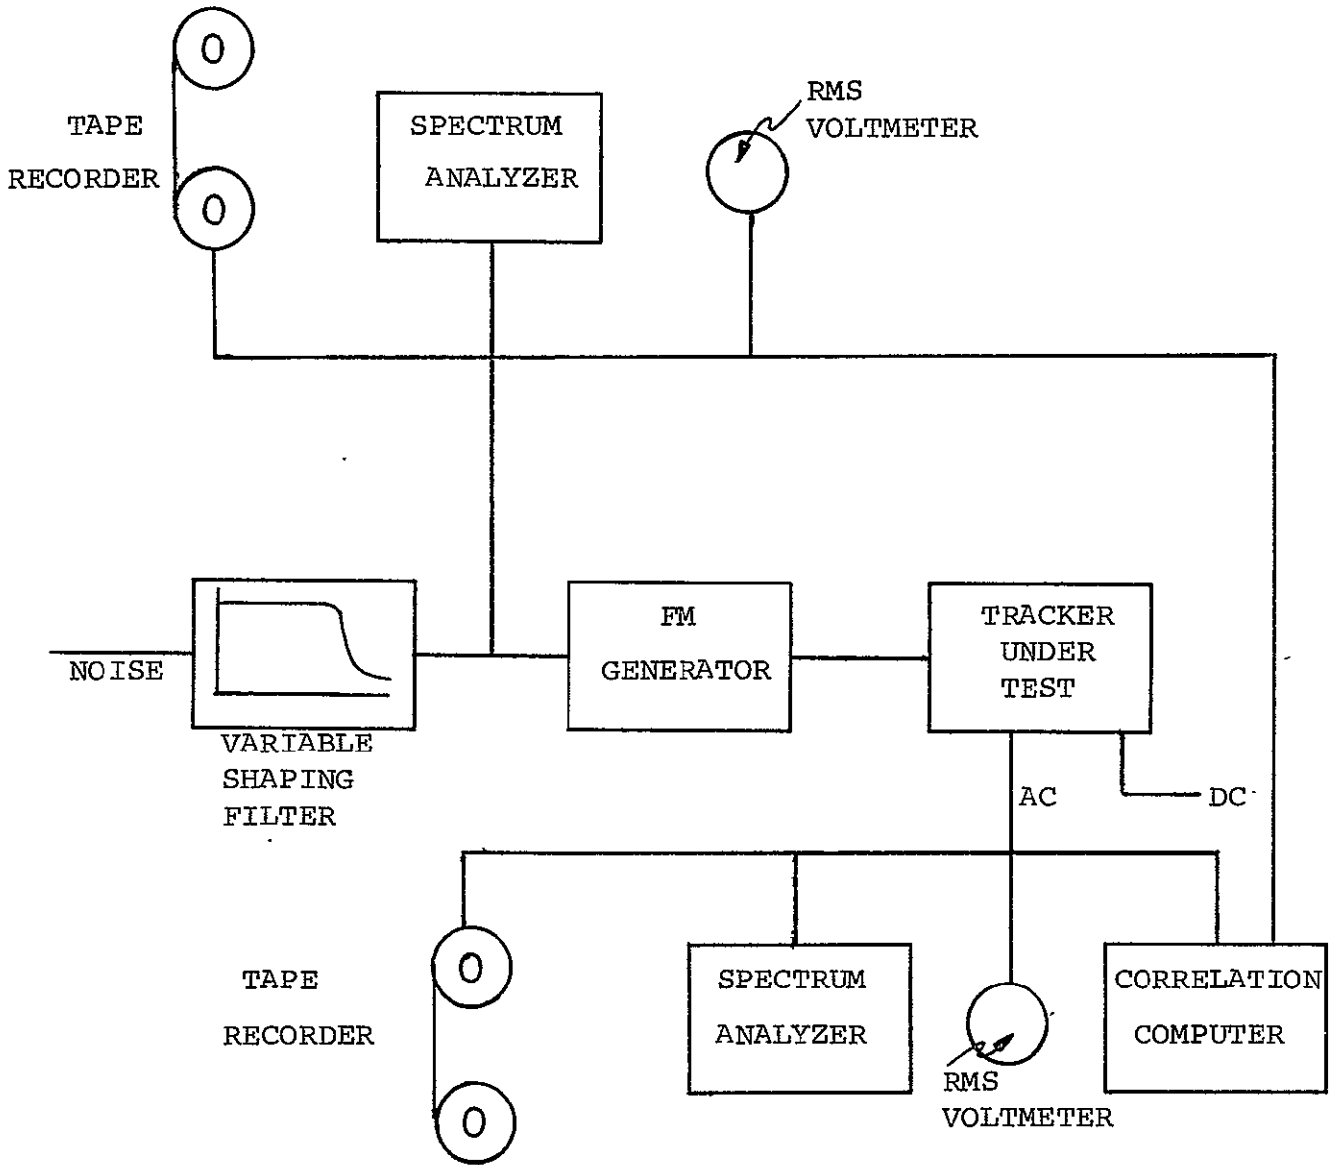 TAPE
RECORDER
SPECTRUM
ANALYZER
RMS
VOLTMETER
NOISE
VARIABLE
SHAPING
FILTER
FM
GENERATOR
TRACKER
UNDER
TEST
AC
DC
TAPE
RECORDER
SPECTRUM
ANALYZER
RMS
VOLTMETER
CORRELATION
COMPUTER